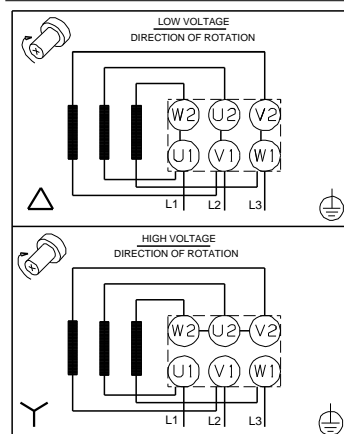 LOW VOLTAGE
DIRECTION OF ROTATION
W2 U2 V2
U1 V1 W1
L1 L2 L3
HIGH VOLTAGE
DIRECTION OF ROTATION
W2 U2 V2
U1 V1 W1
L1 L2 L3